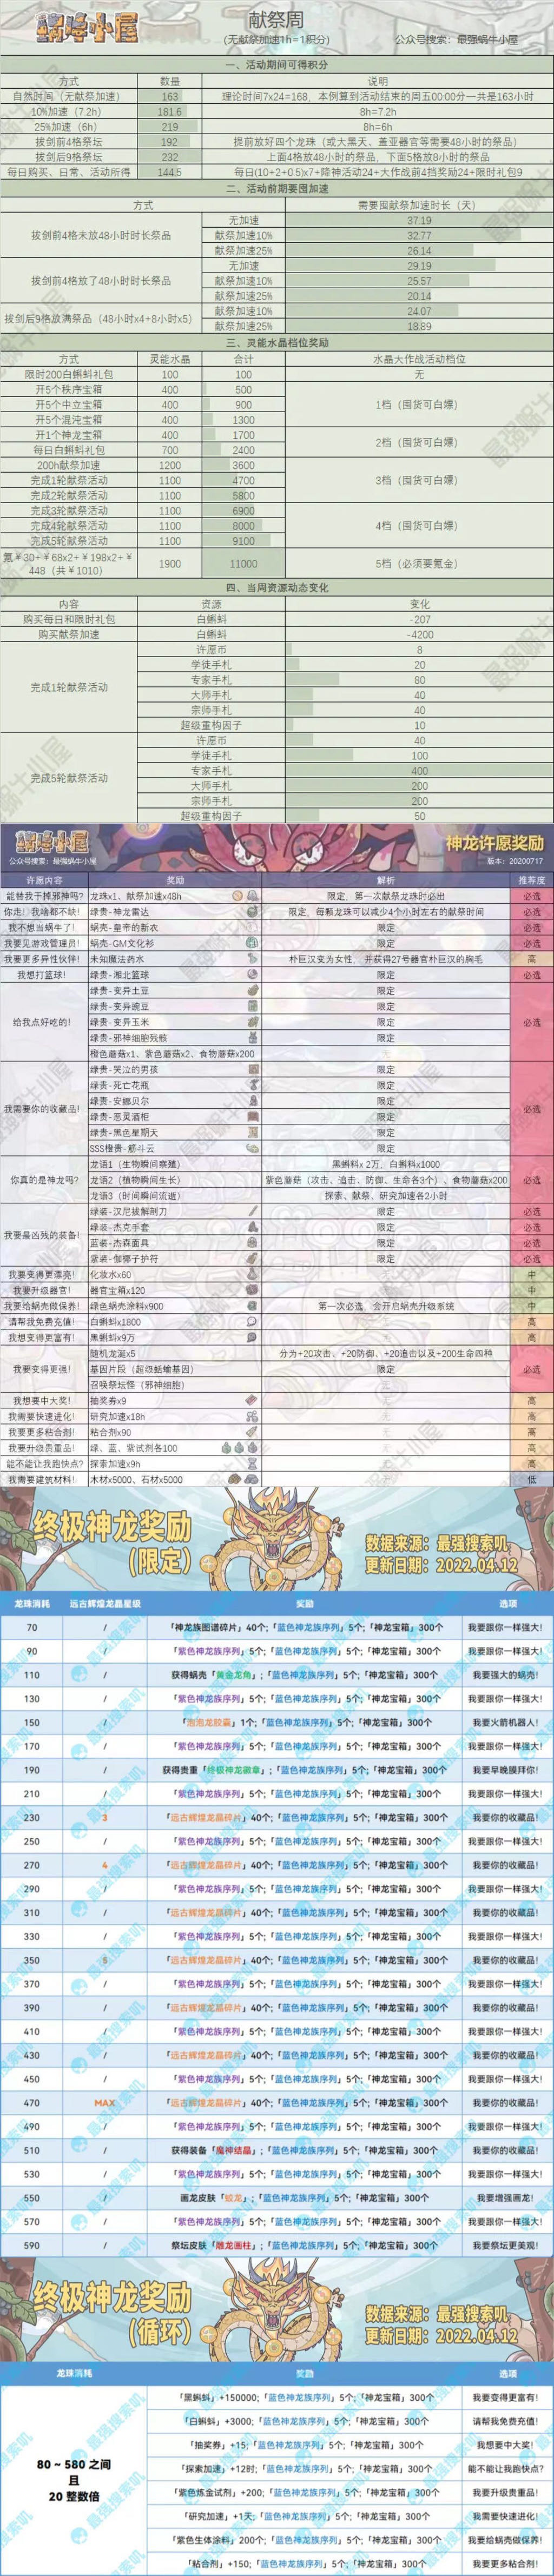 蜗牛小屋
献祭周
(无献祭加速1h=1积分)
公众号搜索：最强蜗牛小屋
一、活动期间可得积分
方式 数量 说明
自然时间（无献祭加速） 163 理论时间7x24=168，本例算到活动结束的周五00:00分一共是163小时
10%加速（7.2h） 181.6 8h=7.2h
25%加速（6h） 219 8h=6h
拔剑前4格祭坛 192 提前放好四个龙珠（或大黑天、盖亚器官等需要48小时的祭品）
拔剑后9格祭坛 232 上面4格放48小时的祭品，下面5格放8小时的祭品
每日购买、日常、活动所得 144.5 每日(10+2+0.5)x7+降神活动24+大作战前4挡奖励24+限时礼包9
二、活动前期要囤加速
方式 需要囤献祭加速时长（天）
拔剑前4格未放48小时时长祭品
无加速 37.19
献祭加速10% 32.77
献祭加速25% 26.14
拔剑前4格放了48小时时长祭品
无加速 29.19
献祭加速10% 25.57
献祭加速25% 20.14
拔剑后9格放满祭品（48小时x4+8小时x5）
献祭加速10% 24.07
献祭加速25% 18.89
三、灵能水晶档位奖励
方式 灵能水晶 合计 水晶大作战活动档位
限时200白蝌蚪礼包 100 100 无
开5个秩序宝箱 400 500
开5个中立宝箱 400 900 1档（囤货可白嫖）
开5个混沌宝箱 400 1300
开1个神龙宝箱 400 1700 2档（囤货可白嫖）
每日白蝌蚪礼包 700 2400
200h献祭加速 1200 3600 3档（囤货可白嫖）
完成1轮献祭活动 1100 4700
完成2轮献祭活动 1100 5800
完成3轮献祭活动 1100 6900
完成4轮献祭活动 1100 8000 4档（囤货可白嫖）
完成5轮献祭活动 1100 9100
氪￥30+￥68x2+￥198x2+￥448（共￥1010） 1900 11000 5档（必须要氪金）
四、当周资源动态变化
内容 资源 变化
购买每日和限时礼包 白蝌蚪 -207
购买献祭加速 白蝌蚪 -4200
完成1轮献祭活动
许愿币 8
学徒手札 20
专家手札 80
大师手札 40
宗师手札 40
超级重构因子 10
完成5轮献祭活动
许愿币 40
学徒手札 100
专家手札 400
大师手札 200
宗师手札 200
超级重构因子 50
蜗牛小屋
公众号搜索：最强蜗牛小屋
神龙许愿奖励
版本：20200717
许愿内容 奖励 解析 推荐度
能替我干掉邪神吗? 龙珠x1、献祭加速x48h 限定，第一次献祭龙珠时必出 必选
你走！我啥都不缺! 绿贵-神龙雷达 限定，每颗龙珠可以减少4个小时左右的献祭时间 必选
我不想当蜗牛了! 蜗壳-皇帝的新衣 限定 必选
我要见游戏管理员! 蜗壳-GM文化衫 限定 必选
我要更多异性伙伴! 未知魔法药水 朴巨汉变为女性，并获得27号器官朴巨汉的胸毛 高
我想打篮球! 绿贵-湘北篮球 限定 必选
给我点好吃的!
绿贵-变异土豆 限定
绿贵-变异豌豆 限定
绿贵-变异玉米 限定 必选
绿贵-邪神细胞残骸 限定
橙色蘑菇x1、紫色蘑菇x2、食物蘑菇x200 无
我需要你的收藏品!
绿贵-哭泣的男孩 限定
绿贵-死亡花瓶 限定
绿贵-安娜贝尔 限定 必选
绿贵-恶灵酒柜 限定
绿贵-黑色星期天 限定
SSS橙贵-筋斗云 限定
你真的是神龙吗?
龙语1（生物瞬间察殖） 黑蝌蚪x 2万，白蝌蚪x1000
龙语2（植物瞬间生长） 紫色蘑菇（攻击、追击、防御、生命各3个）、食物蘑菇x200 必选
龙语3（时间瞬间流逝） 探索、献祭、研究加速各2小时
我要最凶残的装备!
绿装-汉尼拔解剖刀 限定 必选
绿装-杰克手套 限定 必选
蓝装-杰森面具 限定 必选
紫装-伽椰子护符 限定 必选
我要变得更漂亮! 化妆水x60 无 中
我要升级器官! 器官宝箱x120 无 中
我要给蜗壳做保养! 绿色蜗壳涂料x900 第一次必选，会开启蜗壳升级系统 中
请帮我免费充值! 白蝌蚪x1800 无 高
我想变得更富有! 黑蝌蚪x9万 无 高
我要变得更强!
随机龙涎x5 分为+20攻击、+20防御、+20追击以及+200生命四种
基因片段（超级蛞蝓基因） 限定 必选
召唤祭坛怪（邪神细胞） 无
我想要中大奖! 抽奖券x9 无 高
我需要快速进化! 研究加速x18h 无 高
我要更多粘合剂! 粘合剂x90 无 高
我要升级贵重品! 绿、蓝、紫试剂各100 无 高
能不能让我跑快点? 探索加速x9h 无 高
我需要建筑材料! 木材x5000、石材x5000 无 低
终极神龙奖励
(限定)
数据来源：最强搜索叽
更新日期：2022.04.12
龙珠消耗 远古辉煌龙晶星级 奖励 选项
70 / 「神龙族图谱碎片」40个;「蓝色神龙族序列」5个;「神龙宝箱」300个 我要跟你一样强大!
90 / 「紫色神龙族序列」5个;「蓝色神龙族序列」5个;「神龙宝箱」300个 我要跟你一样强大!
110 / 获得蜗壳「黄金龙角」;「蓝色神龙族序列」5个;「神龙宝箱」300个 我要强大的蜗壳!
130 / 「紫色神龙族序列」5个;「蓝色神龙族序列」5个;「神龙宝箱」300个 我要跟你一样强大!
150 / 「泡泡龙胶囊」1个;「蓝色神龙族序列」5个;「神龙宝箱」300个 我要火箭机器人!
170 / 「紫色神龙族序列」5个;「蓝色神龙族序列」5个;「神龙宝箱」300个 我要跟你一样强大!
190 / 获得贵重「终极神龙徽章」;「蓝色神龙族序列」5个;「神龙宝箱」300个 我要早晚膜拜你!
210 / 「紫色神龙族序列」5个;「蓝色神龙族序列」5个;「神龙宝箱」300个 我要跟你一样强大!
230 3 「远古辉煌龙晶碎片」40个;「蓝色神龙族序列」5个;「神龙宝箱」300个 我要你的收藏品!
250 / 「紫色神龙族序列」5个;「蓝色神龙族序列」5个;「神龙宝箱」300个 我要跟你一样强大!
270 4 「远古辉煌龙晶碎片」40个;「蓝色神龙族序列」5个;「神龙宝箱」300个 我要你的收藏品!
290 / 「紫色神龙族序列」5个;「蓝色神龙族序列」5个;「神龙宝箱」300个 我要跟你一样强大!
310 / 「远古辉煌龙晶碎片」40个;「蓝色神龙族序列」5个;「神龙宝箱」300个 我要你的收藏品!
330 / 「紫色神龙族序列」5个;「蓝色神龙族序列」5个;「神龙宝箱」300个 我要跟你一样强大!
350 5 「远古辉煌龙晶碎片」40个;「蓝色神龙族序列」5个;「神龙宝箱」300个 我要你的收藏品!
370 / 「紫色神龙族序列」5个;「蓝色神龙族序列」5个;「神龙宝箱」300个 我要跟你一样强大!
390 / 「远古辉煌龙晶碎片」40个;「蓝色神龙族序列」5个;「神龙宝箱」300个 我要你的收藏品!
410 / 「紫色神龙族序列」5个;「蓝色神龙族序列」5个;「神龙宝箱」300个 我要跟你一样强大!
430 / 「远古辉煌龙晶碎片」40个;「蓝色神龙族序列」5个;「神龙宝箱」300个 我要你的收藏品!
450 / 「紫色神龙族序列」5个;「蓝色神龙族序列」5个;「神龙宝箱」300个 我要跟你一样强大!
470 MAX 「远古辉煌龙晶碎片」40个;「蓝色神龙族序列」5个;「神龙宝箱」300个 我要你的收藏品!
490 / 「紫色神龙族序列」5个;「蓝色神龙族序列」5个;「神龙宝箱」300个 我要跟你一样强大!
510 / 获得装备「魔神结晶」;「蓝色神龙族序列」5个;「神龙宝箱」300个 我要你的收藏品!
530 / 「紫色神龙族序列」5个;「蓝色神龙族序列」5个;「神龙宝箱」300个 我要跟你一样强大!
550 / 画龙皮肤「蛟龙」;「蓝色神龙族序列」5个;「神龙宝箱」300个 我要增强画龙!
570 / 「紫色神龙族序列」5个;「蓝色神龙族序列」5个;「神龙宝箱」300个 我要跟你一样强大!
590 / 祭坛皮肤「雕龙画柱」;「蓝色神龙族序列」5个;「神龙宝箱」300个 我要祭坛更美观!
终极神龙奖励
(循环)
数据来源：最强搜索叽
更新日期：2022.04.12
龙珠消耗 奖励 选项
80 ~ 580 之间
且
20 整数倍
「黑蝌蚪」+150000;「蓝色神龙族序列」5个;「神龙宝箱」300个 我要变得更富有!
「白蝌蚪」+3000;「蓝色神龙族序列」5个;「神龙宝箱」300个 请帮我免费充值!
「抽奖券」+15;「蓝色神龙族序列」5个;「神龙宝箱」300个 我想要中大奖!
「探索加速」+12时;「蓝色神龙族序列」5个;「神龙宝箱」300个 能不能让我跑快点?
「紫色炼金试剂」+200;「蓝色神龙族序列」5个;「神龙宝箱」300个 我要升级贵重品!
「研究加速」+1天;「蓝色神龙族序列」5个;「神龙宝箱」300个 我需要快速进化!
「紫色生体涂料」200个;「蓝色神龙族序列」5个;「神龙宝箱」300个 我要给蜗壳做保养!
「粘合剂」+150;「蓝色神龙族序列」5个;「神龙宝箱」300个 我要更多粘合剂!